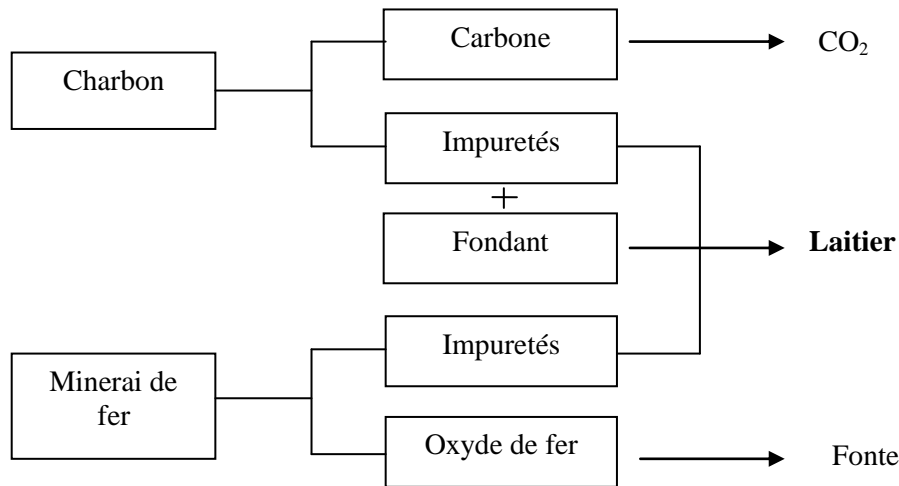 Carbone
CO₂
Charbon
Impuretés
+
Fondant
Laitier
Impuretés
Minerai de
fer
Oxyde de fer
Fonte